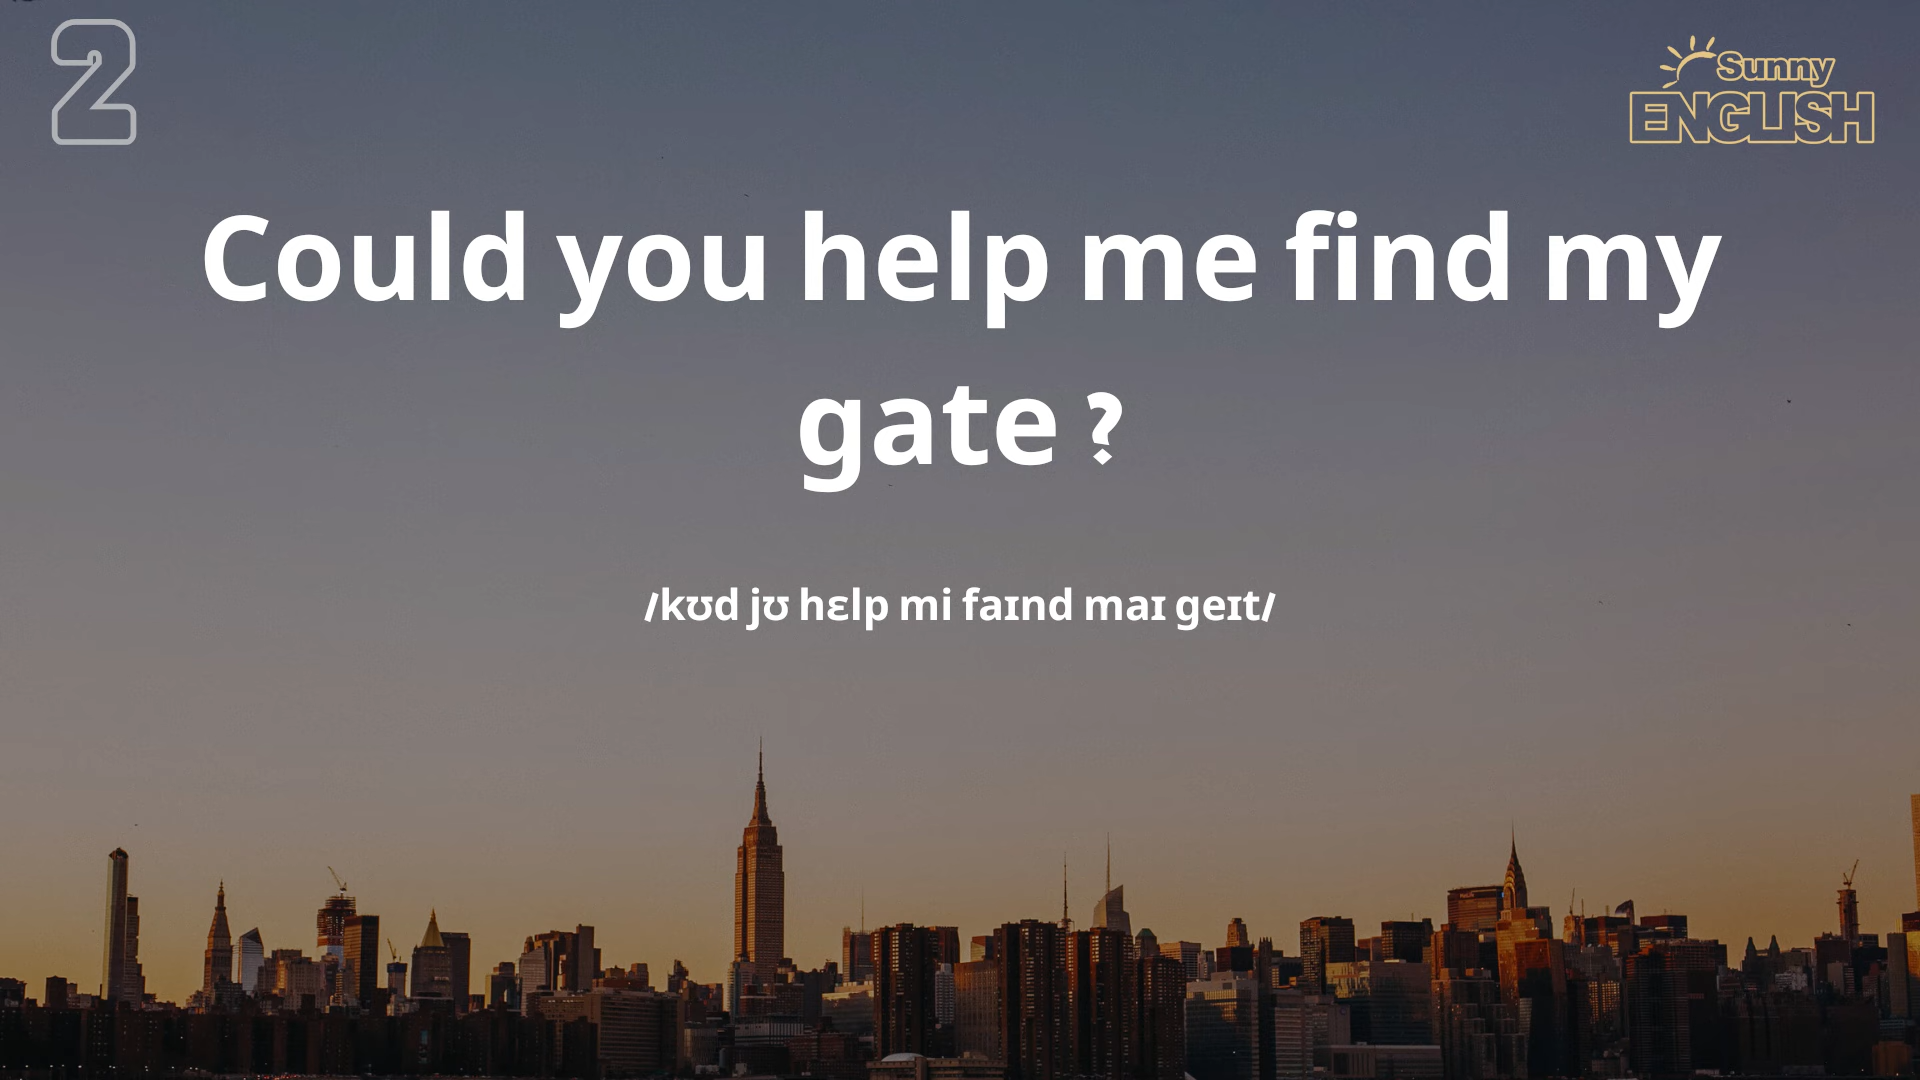 2
Sunny
ENGLISH
Could you help me find my
gate ?
/kʊd jʊ hɛlp mi faɪnd maɪ geɪt/